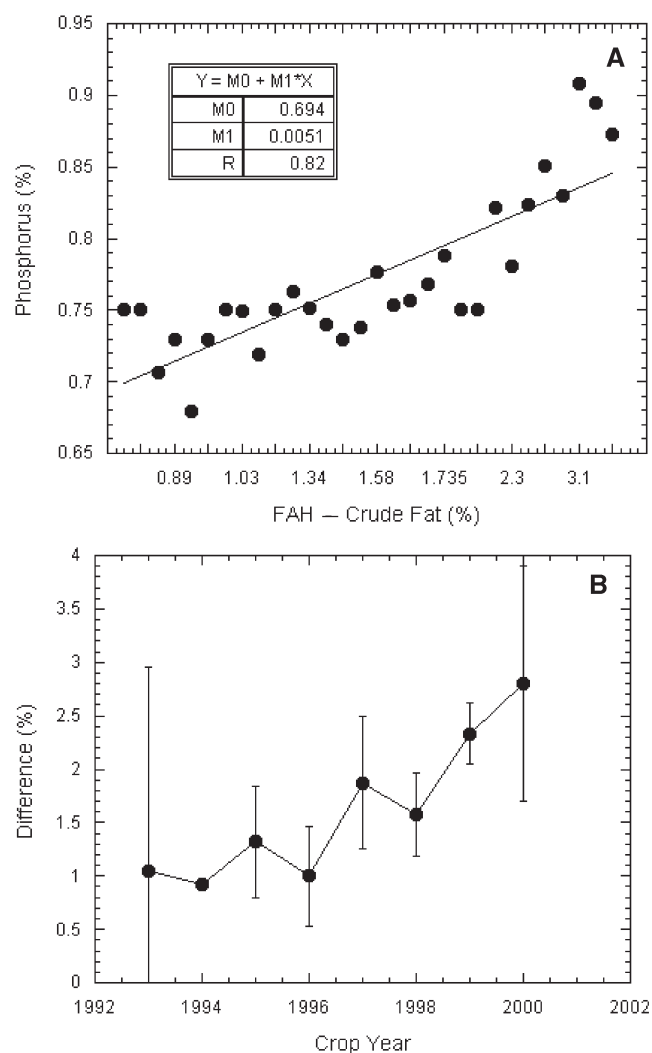 A
Y = M0 + M1*X
M0 0.694
M1 0.0051
R 0.82
Phosphorus (%)
0.95
0.9
0.85
0.8
0.75
0.7
0.65
0.89 1.03 1.34 1.58 1.735 2.3 3.1
FAH — Crude Fat (%)
B
Difference (%)
4
3.5
3
2.5
2
1.5
1
0.5
0
1992 1994 1996 1998 2000 2002
Crop Year